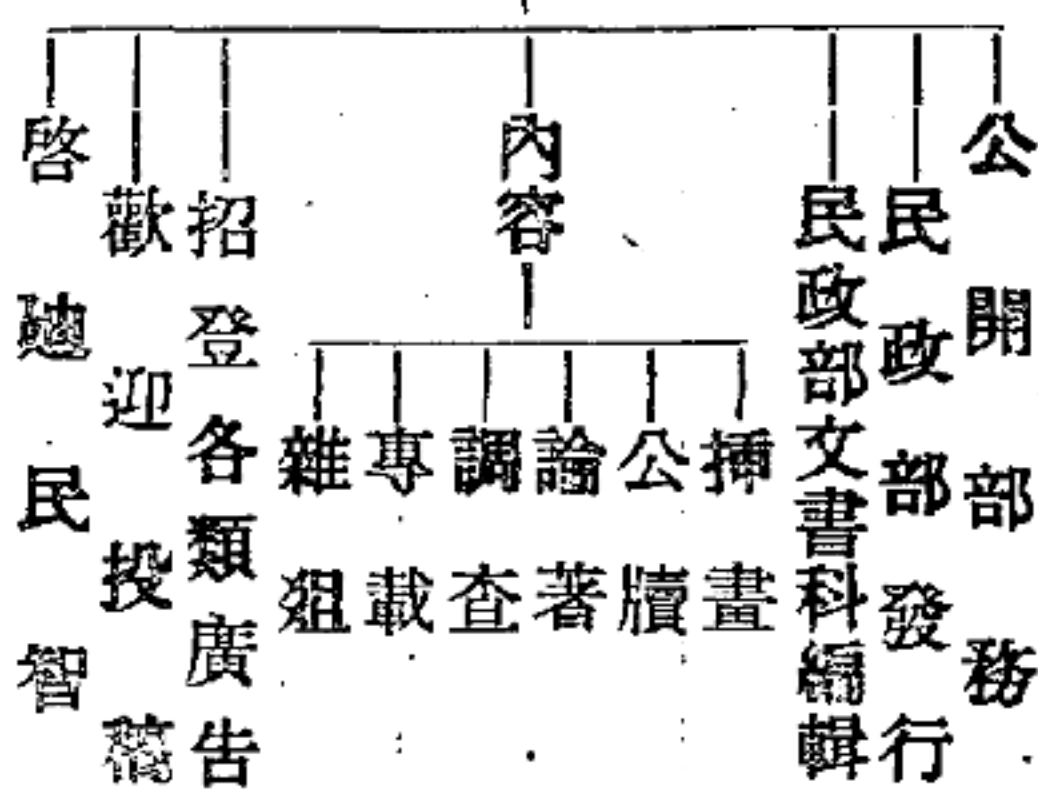 公開部務
民政部發行
民政部文書科編輯
內容
挿畫
公牘
論著
調查
專載
雜俎
招登各類廣告
歡迎投稿
啓廸民智